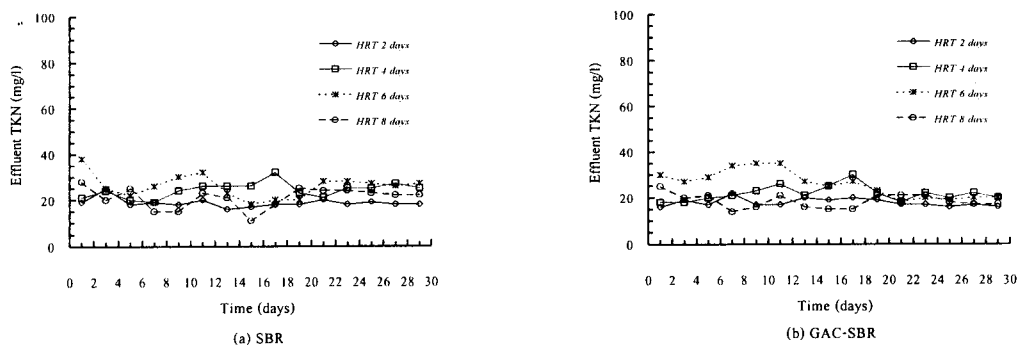 100
80
60
40
20
0
Effluent TKN (mg/l)
HRT 2 days
HRT 4 days
HRT 6 days
HRT 8 days
0 2 4 6 8 10 12 14 15 16 18 20 22 24 26 28 30
Time (days)
(a) SBR
100
80
60
40
20
0
Effluent TKN (mg/l)
HRT 2 days
HRT 4 days
HRT 6 days
HRT 8 days
0 2 4 6 8 10 12 14 16 18 20 22 24 26 28 30
Time (days)
(b) GAC-SBR